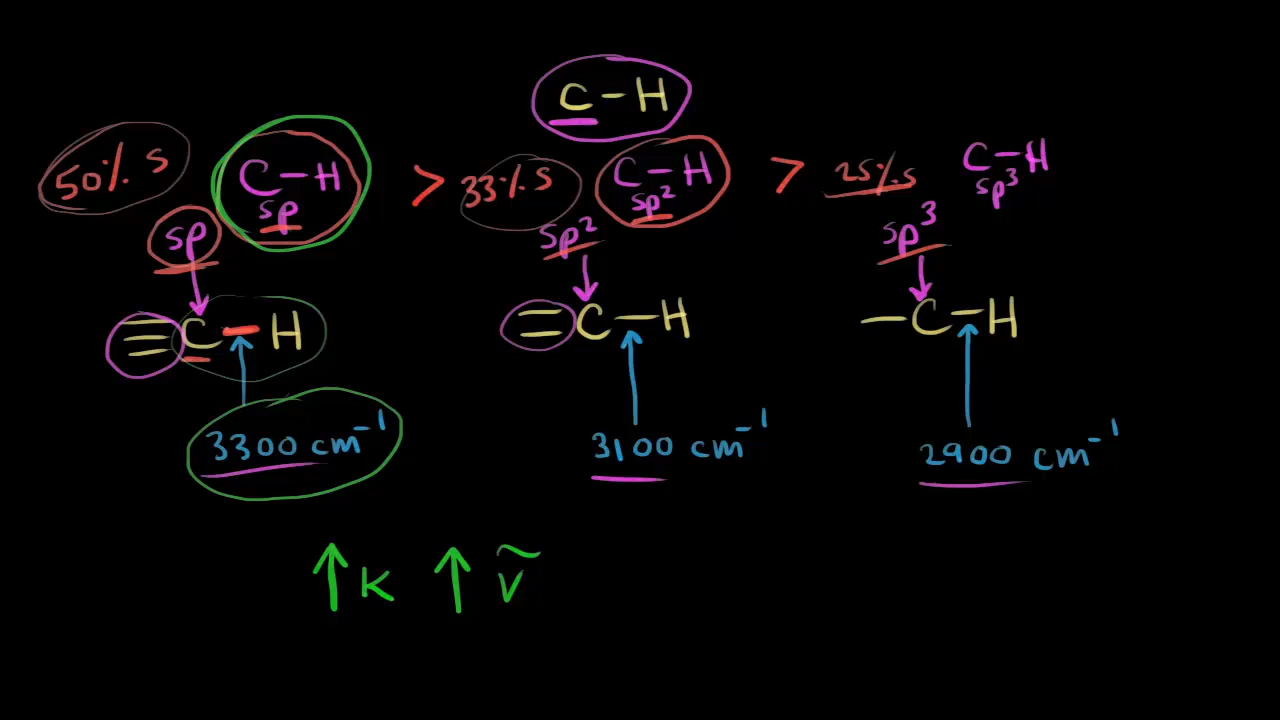 C-H
50% S C-H > 33% S C-H > 25% S C-H
sp sp² sp³
sp sp² sp³
≡C-H =C-H -C-H
3300 cm⁻¹ 3100 cm⁻¹ 2900 cm⁻¹
↑K ↑ṽ